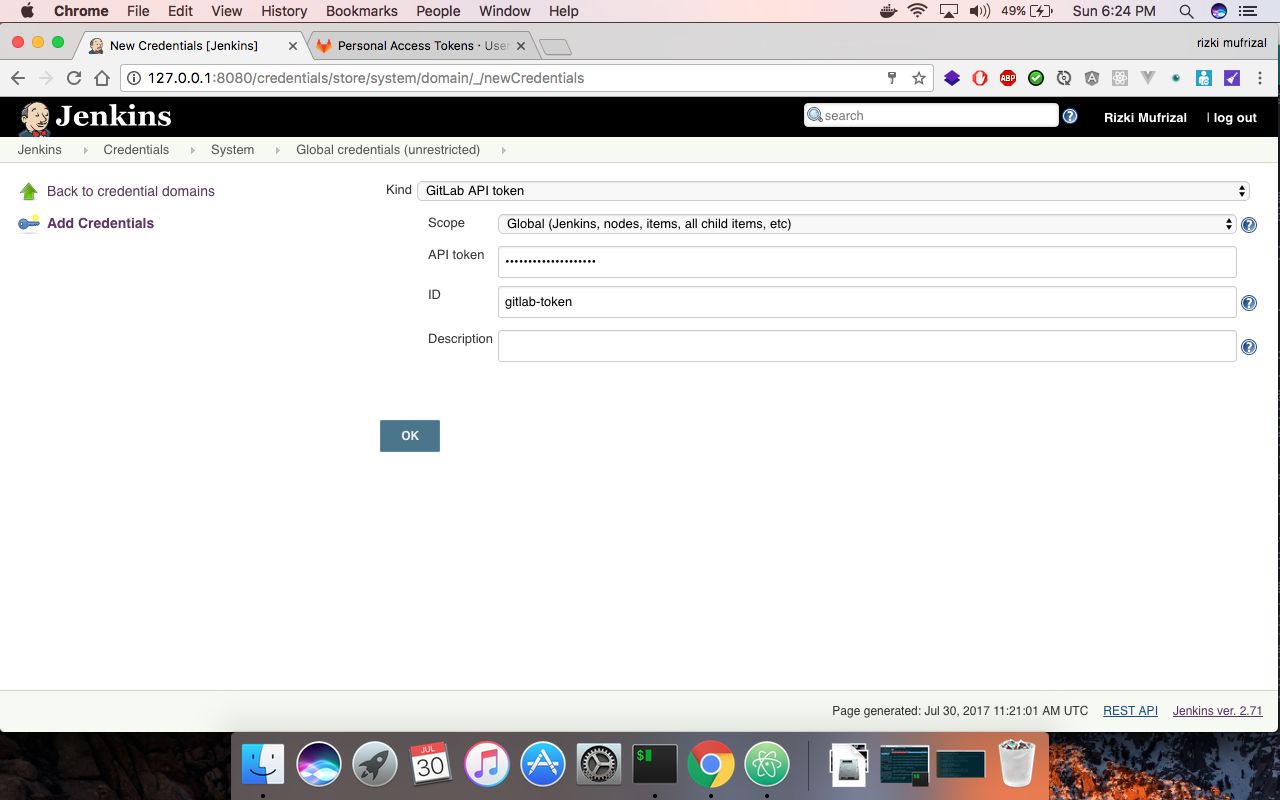 Chrome File Edit View History Bookmarks People Window Help 49% Sun 6:24 PM
New Credentials [Jenkins] Personal Access Tokens · User rizki mufrizal
127.0.0.1:8080/credentials/store/system/domain/_/newCredentials ABP
Jenkins search Rizki Mufrizal | log out
Jenkins Credentials System Global credentials (unrestricted)
Back to credential domains
Add Credentials
Kind GitLab API token
Scope Global (Jenkins, nodes, items, all child items, etc)
API token ••••••••••••••••••••
ID gitlab-token
Description
OK
Page generated: Jul 30, 2017 11:21:01 AM UTC REST API Jenkins ver. 2.71
JUL
30
$